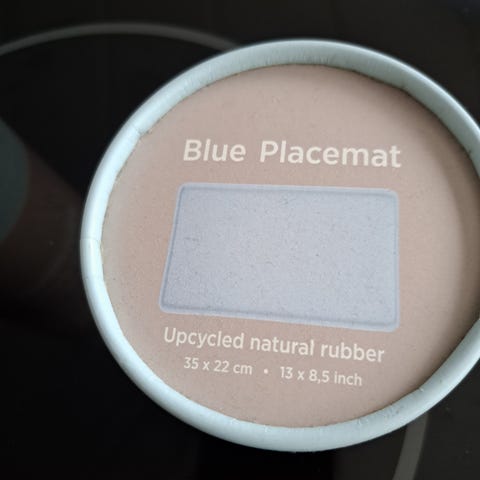 Blue Placemat
Upcycled natural rubber
35 x 22 cm • 13 x 8,5 inch